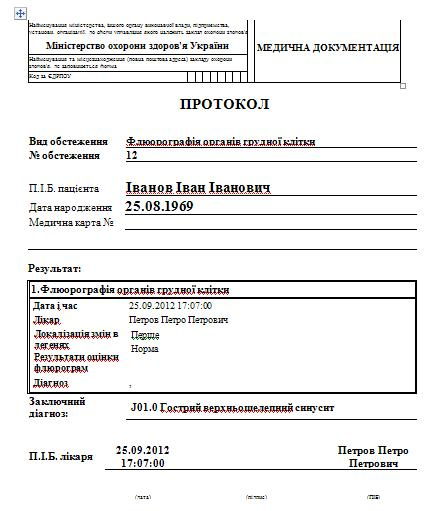 Найменування міністерства, іншого органу виконавчої влади, підприємства,
установи, організації, до сфери управління якого належить заклад охорони здоров'я
Міністерство охорони здоров'я України
МЕДИЧНА ДОКУМЕНТАЦІЯ
Найменування та місцезнаходження (повна поштова адреса) закладу охорони
здоров'я, де заповнюється форма
Код за ЄДРПОУ
ПРОТОКОЛ
Вид обстеження Флюорографія органів грудної клітки
№ обстеження 12
П.І.Б. пацієнта Іванов Іван Іванович
Дата народження 25.08.1969
Медична карта №
Результат:
1.Флюорографія органів грудної клітки
Дата і час 25.09.2012 17:07:00
Лікар Петров Петро Петрович
Локалізація змін в Перше
легенях
Результати оцінки Норма
флюорограм
Діагноз ,
Заключний
діагноз: J01.0 Гострий верхньощелепний синусит
П.І.Б. лікаря 25.09.2012 Петров Петро
17:07:00 Петрович
(дата) (підпис) (ПІБ)